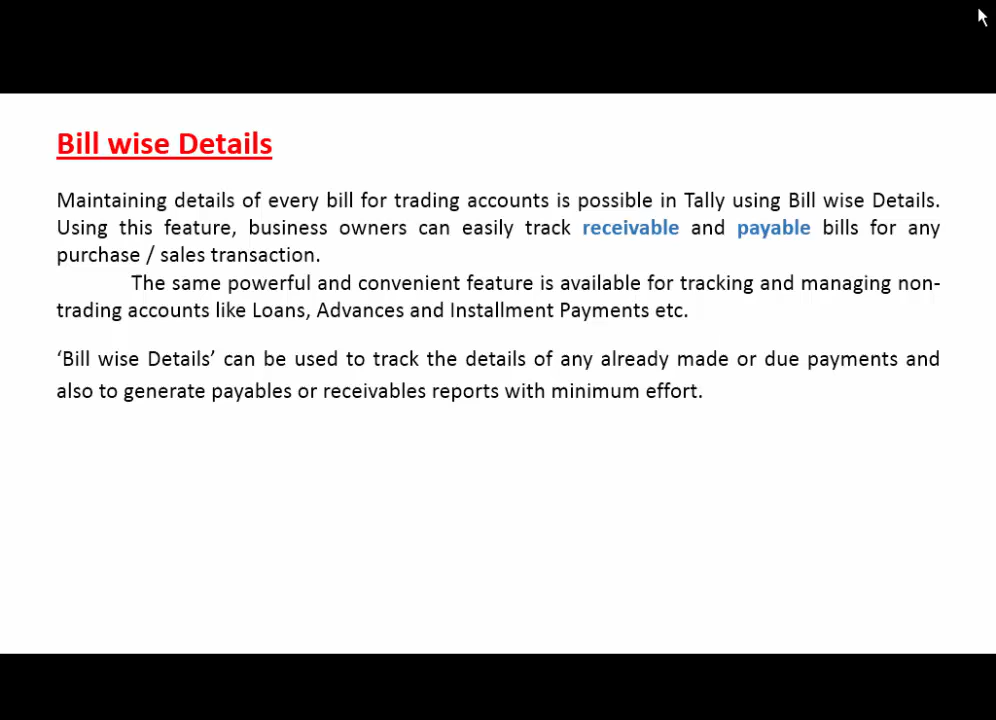 Bill wise Details
Maintaining details of every bill for trading accounts is possible in Tally using Bill wise Details.
Using this feature, business owners can easily track receivable and payable bills for any
purchase / sales transaction.
The same powerful and convenient feature is available for tracking and managing non-
trading accounts like Loans, Advances and Installment Payments etc.
‘Bill wise Details’ can be used to track the details of any already made or due payments and
also to generate payables or receivables reports with minimum effort.